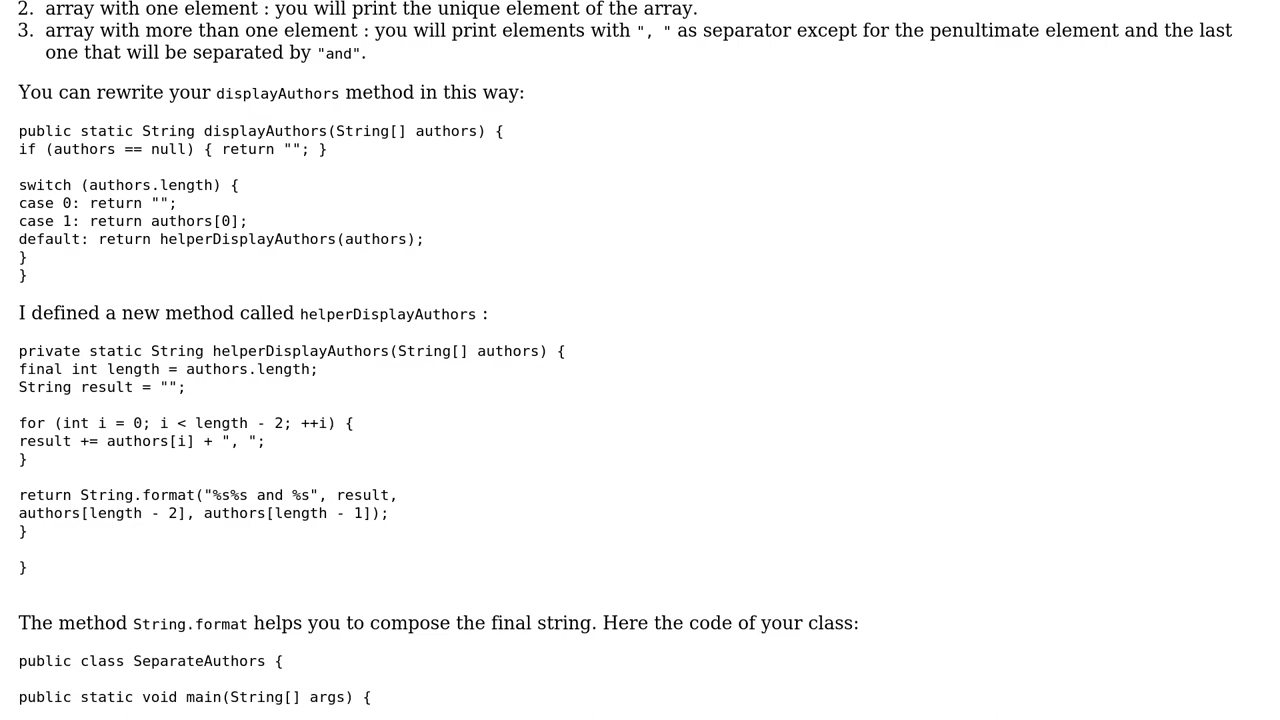 2. array with one element : you will print the unique element of the array.
3. array with more than one element : you will print elements with ", " as separator except for the penultimate element and the last
one that will be separated by "and".
You can rewrite your displayAuthors method in this way:
public static String displayAuthors(String[] authors) {
if (authors == null) { return ""; }
switch (authors.length) {
case 0: return "";
case 1: return authors[0];
default: return helperDisplayAuthors(authors);
}
}
I defined a new method called helperDisplayAuthors :
private static String helperDisplayAuthors(String[] authors) {
final int length = authors.length;
String result = "";
for (int i = 0; i < length - 2; ++i) {
result += authors[i] + ", ";
}
return String.format("%s%s and %s", result,
authors[length - 2], authors[length - 1]);
}
}
The method String.format helps you to compose the final string. Here the code of your class:
public class SeparateAuthors {
public static void main(String[] args) {